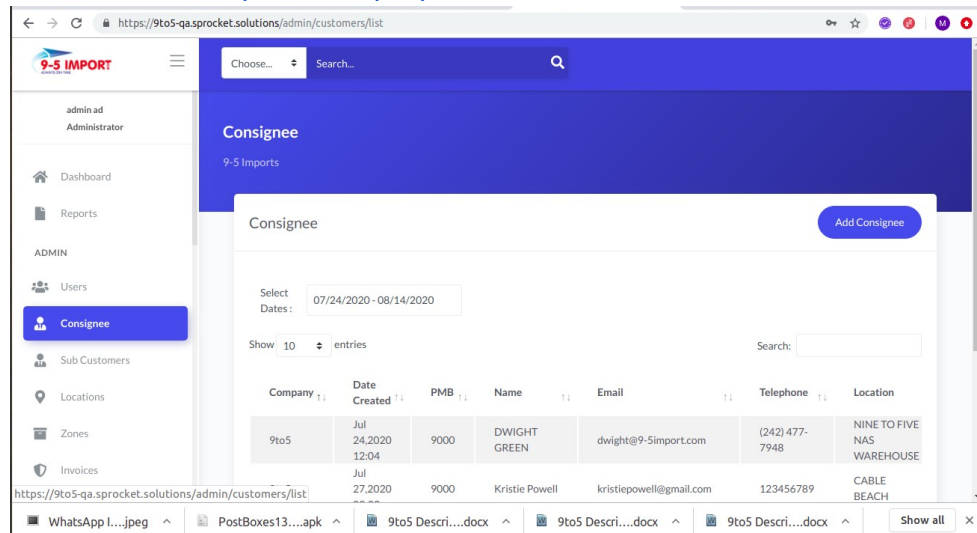 https://9to5-qa.sprocket.solutions/admin/customers/list
M
9-5 IMPORT
ALWAYS ON TIME
Choose...
Search...
admin ad
Administrator
Consignee
9-5 Imports
Dashboard
Reports
ADMIN
Users
Consignee
Sub Customers
Locations
Zones
Invoices
Consignee
Add Consignee
Select
Dates :
07/24/2020 - 08/14/2020
Show 10 entries
Search:
Company Date Created PMB Name Email Telephone Location
9to5 Jul 24,2020 12:04 9000 DWIGHT GREEN dwight@9-5import.com (242) 477-7948 NINE TO FIVE NAS WAREHOUSE
Jul 27,2020 9000 Kristie Powell kristiepowell@gmail.com 123456789 CABLE BEACH
https://9to5-qa.sprocket.solutions/admin/customers/list
WhatsApp I....jpeg
PostBoxes13....apk
9to5 Descri....docx
9to5 Descri....docx
9to5 Descri....docx
Show all